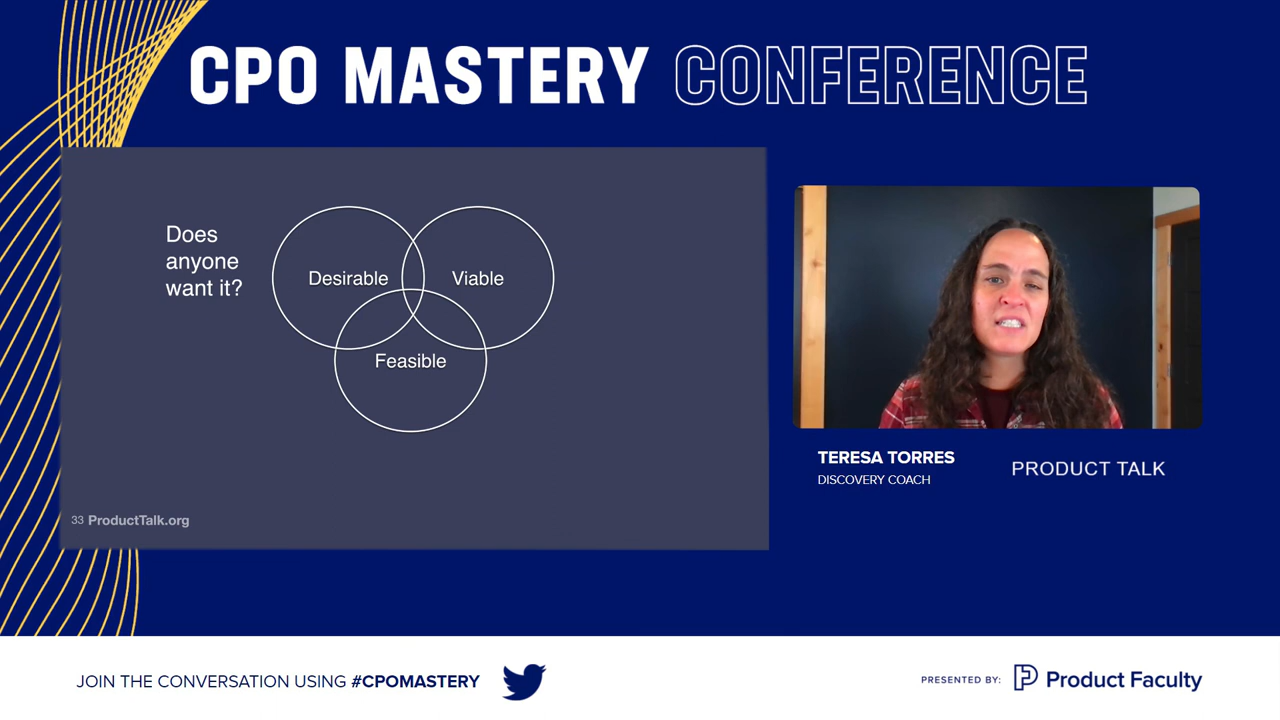 CPO MASTERY CONFERENCE
Does
anyone
want it?
Desirable
Viable
Feasible
33 ProductTalk.org
TERESA TORRES
DISCOVERY COACH
PRODUCT TALK
JOIN THE CONVERSATION USING #CPOMASTERY
PRESENTED BY: Product Faculty